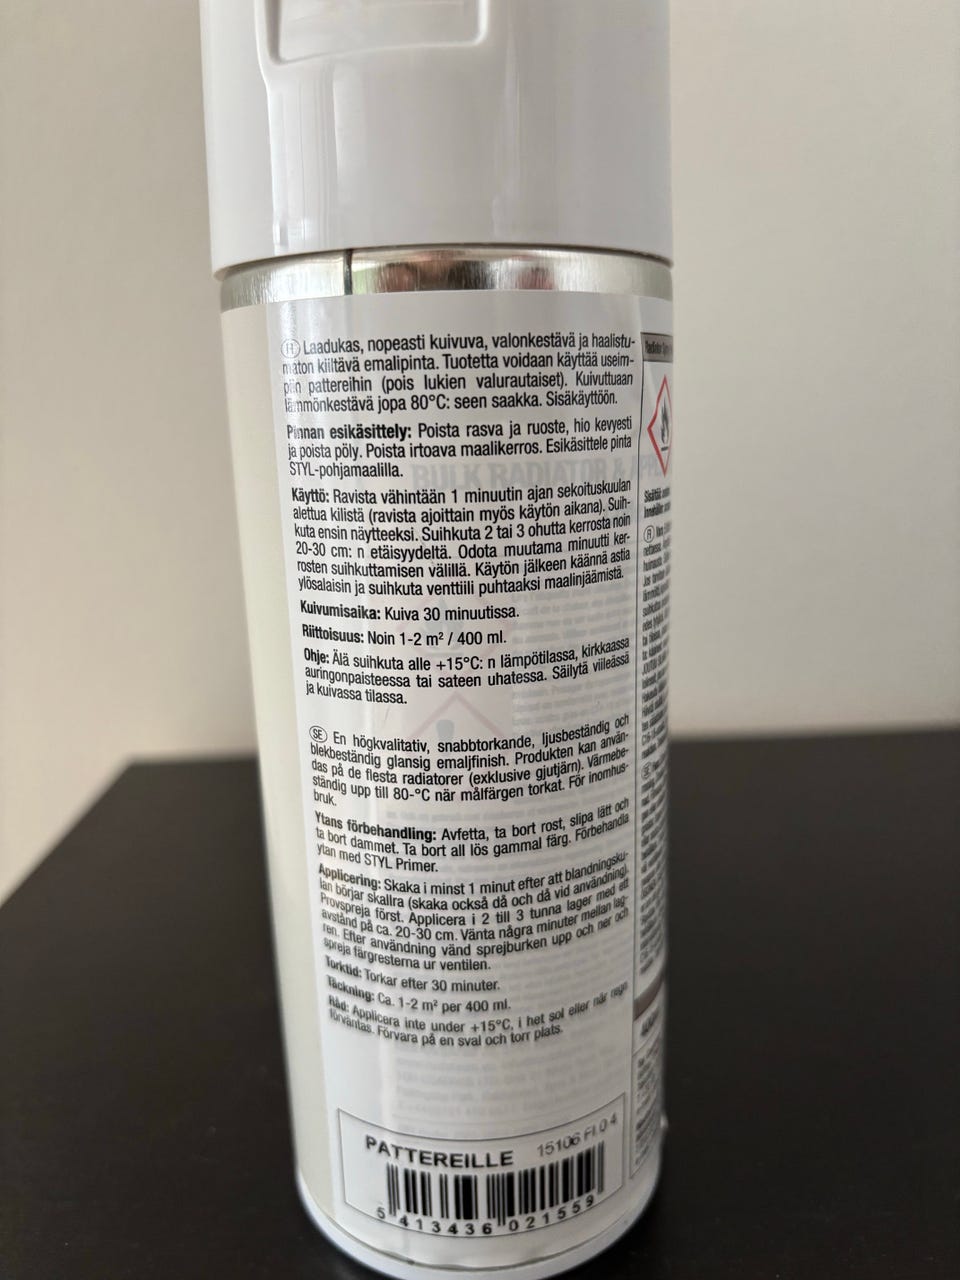 FI Laadukas, nopeasti kuivuva, valonkestävä ja haalistu-
maton kiiltävä emalipinta. Tuotetta voidaan käyttää useim-
piin pattereihin (pois lukien valurautaiset). Kuivuttuaan
lämmönkestävä jopa 80°C: seen saakka. Sisäkäyttöön.
Pinnan esikäsittely: Poista rasva ja ruoste, hio kevyesti
ja poista pöly. Poista irtoava maalikerros. Esikäsittele pinta
STYL-pohjamaalilla.
Käyttö: Ravista vähintään 1 minuutin ajan sekoituskuulan
alettua kilistä (ravista ajoittain myös käytön aikana). Suih-
kuta ensin näytteeksi. Suihkuta 2 tai 3 ohutta kerrosta noin
20-30 cm: n etäisyydeltä. Odota muutama minuutti ker-
rosten suihkuttamisen välillä. Käytön jälkeen käännä astia
ylösalaisin ja suihkuta venttiili puhtaaksi maalinjäämistä.
Kuivumisaika: Kuiva 30 minuutissa.
Riittoisuus: Noin 1-2 m² / 400 ml.
Ohje: Älä suihkuta alle +15°C: n lämpötilassa, kirkkaassa
auringonpaisteessa tai sateen uhatessa. Säilytä viileässä
ja kuivassa tilassa.
SE En högkvalitativ, snabbtorkande, ljusbeständig och
blekbeständig glansig emaljfinish. Produkten kan använ-
das på de flesta radiatorer (exklusive gjutjärn). Värmebe-
ständig upp till 80-°C när målfärgen torkat. För inomhus-
bruk.
Ytans förbehandling: Avfetta, ta bort rost, slipa lätt och
ta bort dammet. Ta bort all lös gammal färg. Förbehandla
ytan med STYL Primer.
Applicering: Skaka i minst 1 minut efter att blandningsku-
lan börjar skallra (skaka också då och då vid användning).
Provspreja först. Applicera i 2 till 3 tunna lager med ett
avstånd på ca. 20-30 cm. Vänta några minuter mellan lag-
ren. Efter användning vänd sprejburken upp och ner och
spreja färgresterna ur ventilen.
Torktid: Torkar efter 30 minuter.
Täckning: Ca. 1-2 m² per 400 ml.
Råd: Applicera inte under +15°C, i het sol eller när regn
förväntas. Förvara på en sval och torr plats.
PATTEREILLE 15106 FI 04
5 413436 021559